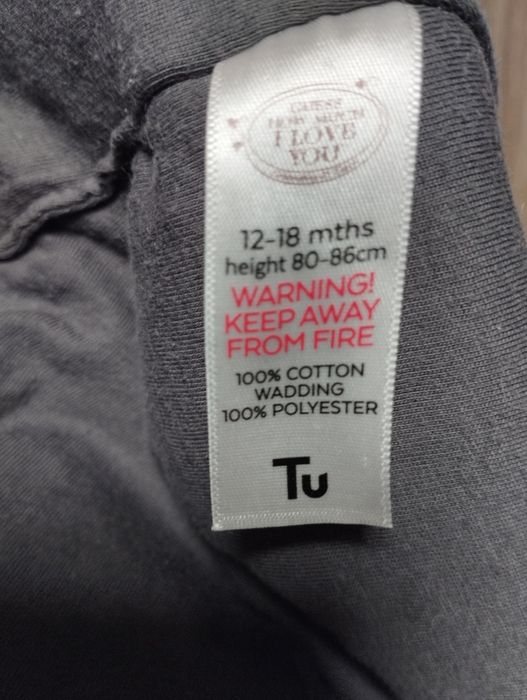 GUESS
HOW MUCH
I LOVE
YOU
12-18 mths
height 80-86cm
WARNING!
KEEP AWAY
FROM FIRE
100% COTTON
WADDING
100% POLYESTER
Tu